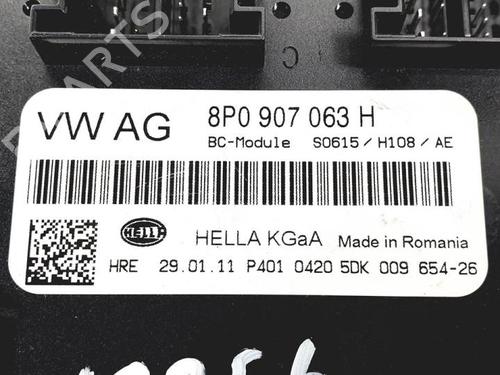 C
VW AG
8P0 907 063 H
BC-Module S0615 / H108 / AE
HELLA
HELLA KGaA Made in Romania
HRE 29.01.11 P401 0420 5DK 009 654-26
PARTS